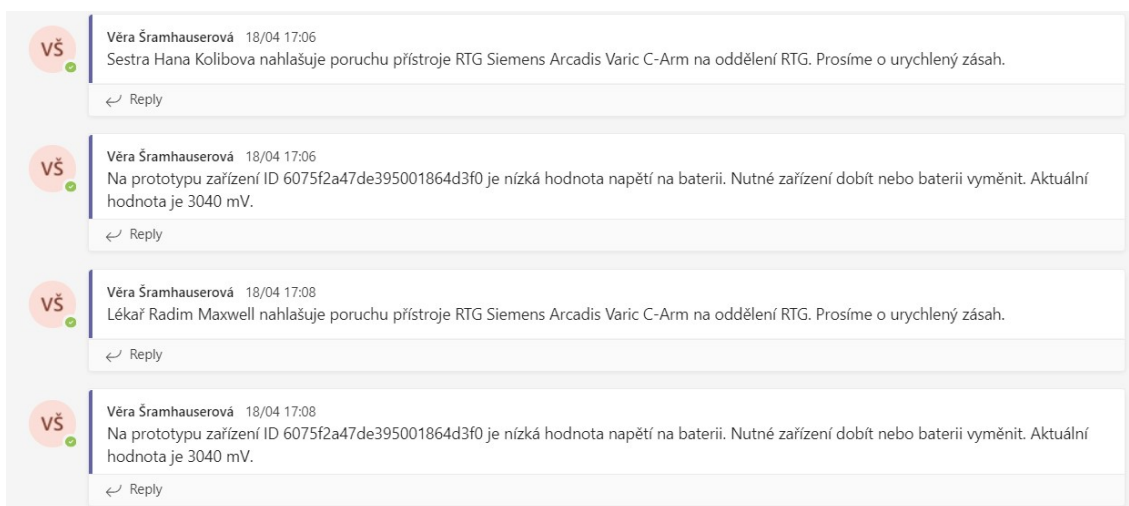 VŠ
Věra Šramhauserová 18/04 17:06
Sestra Hana Kolibova nahlašuje poruchu přístroje RTG Siemens Arcadis Varic C-Arm na oddělení RTG. Prosíme o urychlený zásah.
Reply
VŠ
Věra Šramhauserová 18/04 17:06
Na prototypu zařízení ID 6075f2a47de395001864d3f0 je nízká hodnota napětí na baterii. Nutné zařízení dobít nebo baterii vyměnit. Aktuální
hodnota je 3040 mV.
Reply
VŠ
Věra Šramhauserová 18/04 17:08
Lékař Radim Maxwell nahlašuje poruchu přístroje RTG Siemens Arcadis Varic C-Arm na oddělení RTG. Prosíme o urychlený zásah.
Reply
VŠ
Věra Šramhauserová 18/04 17:08
Na prototypu zařízení ID 6075f2a47de395001864d3f0 je nízká hodnota napětí na baterii. Nutné zařízení dobít nebo baterii vyměnit. Aktuální
hodnota je 3040 mV.
Reply